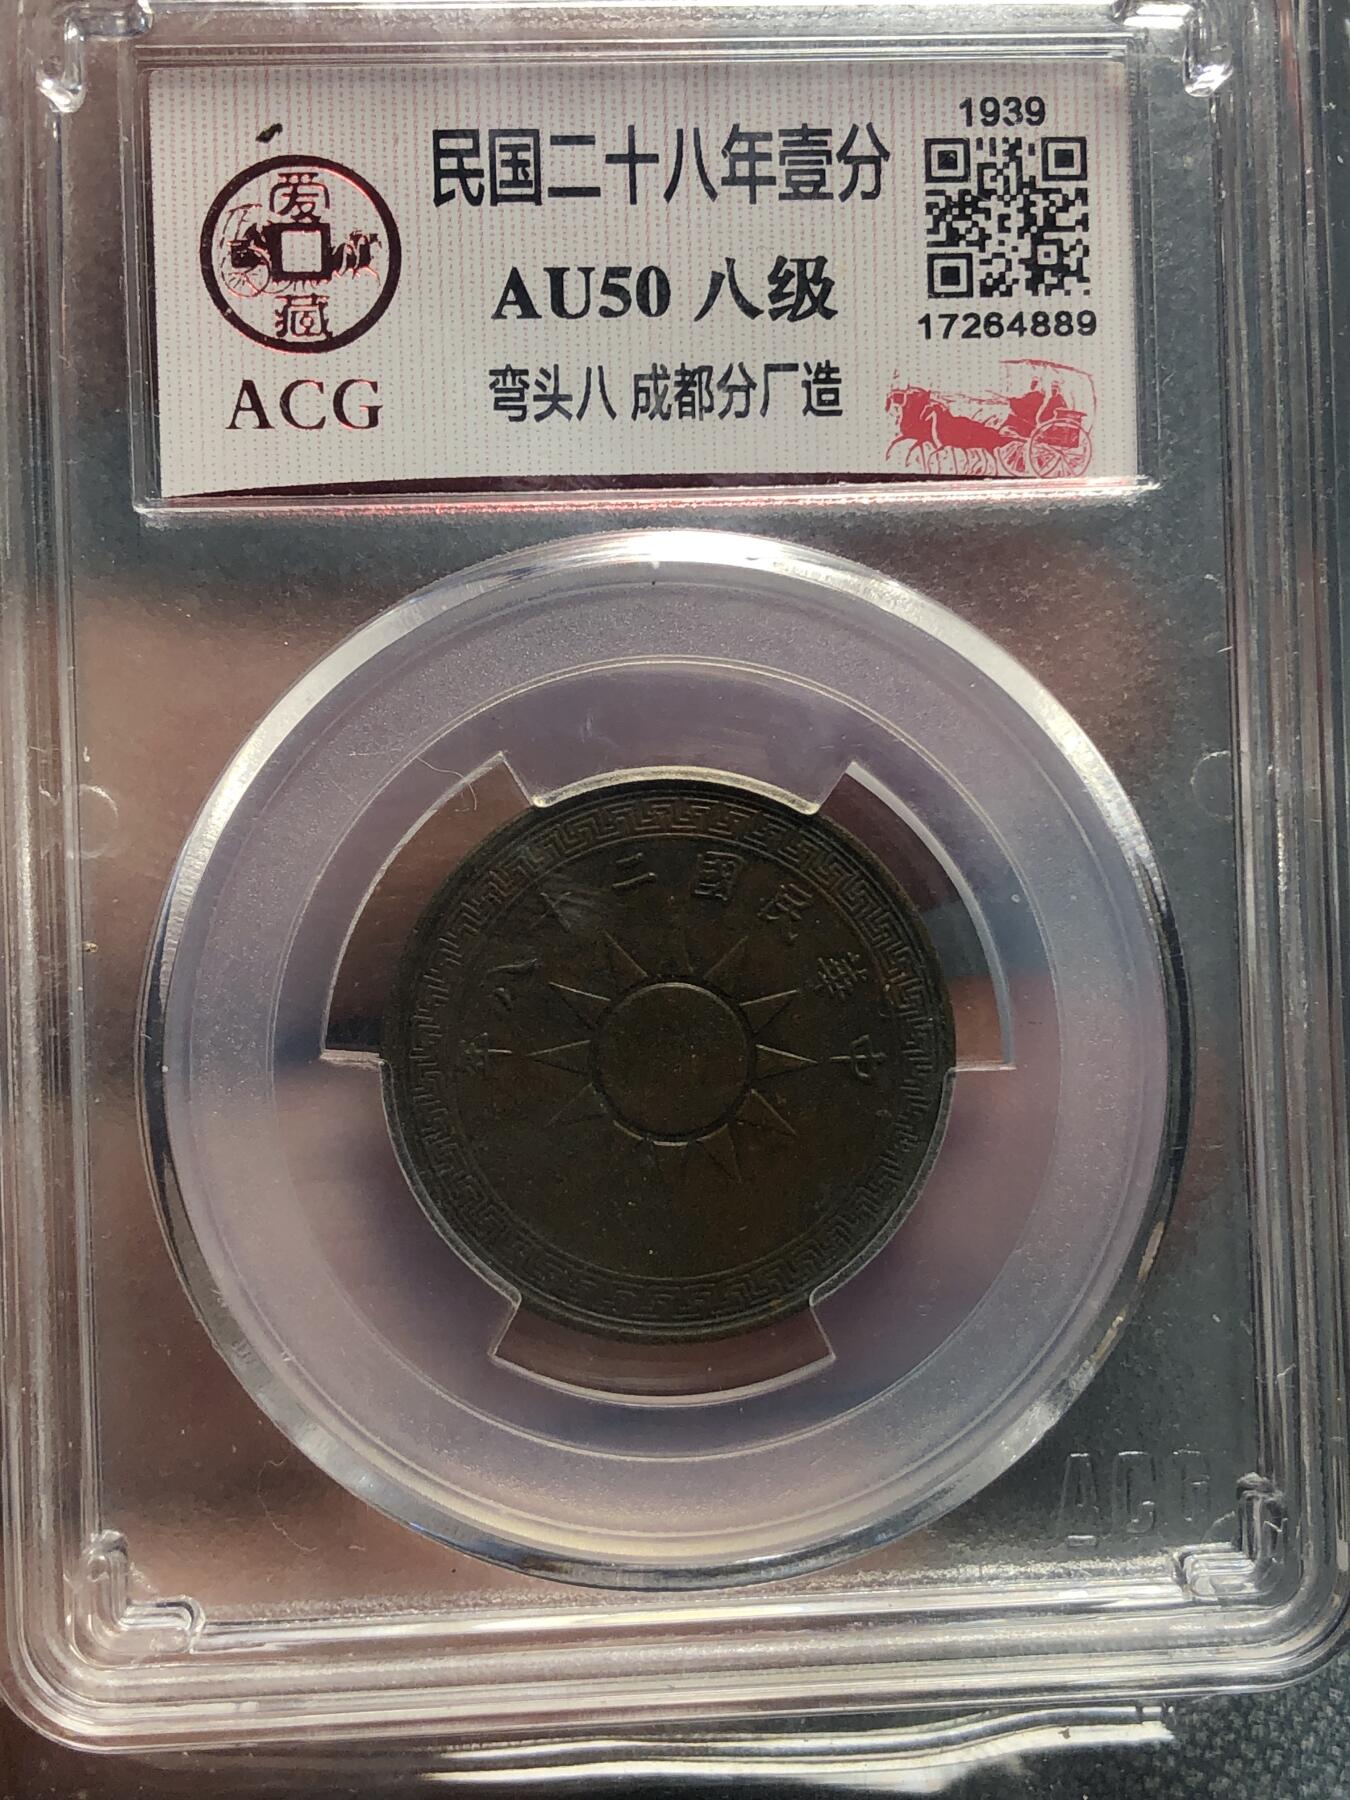 1939
民国二十八年壹分
爱藏
AU50 八级
17264889
ACG
弯头八 成都分厂造
中華民國二十八年
ACG